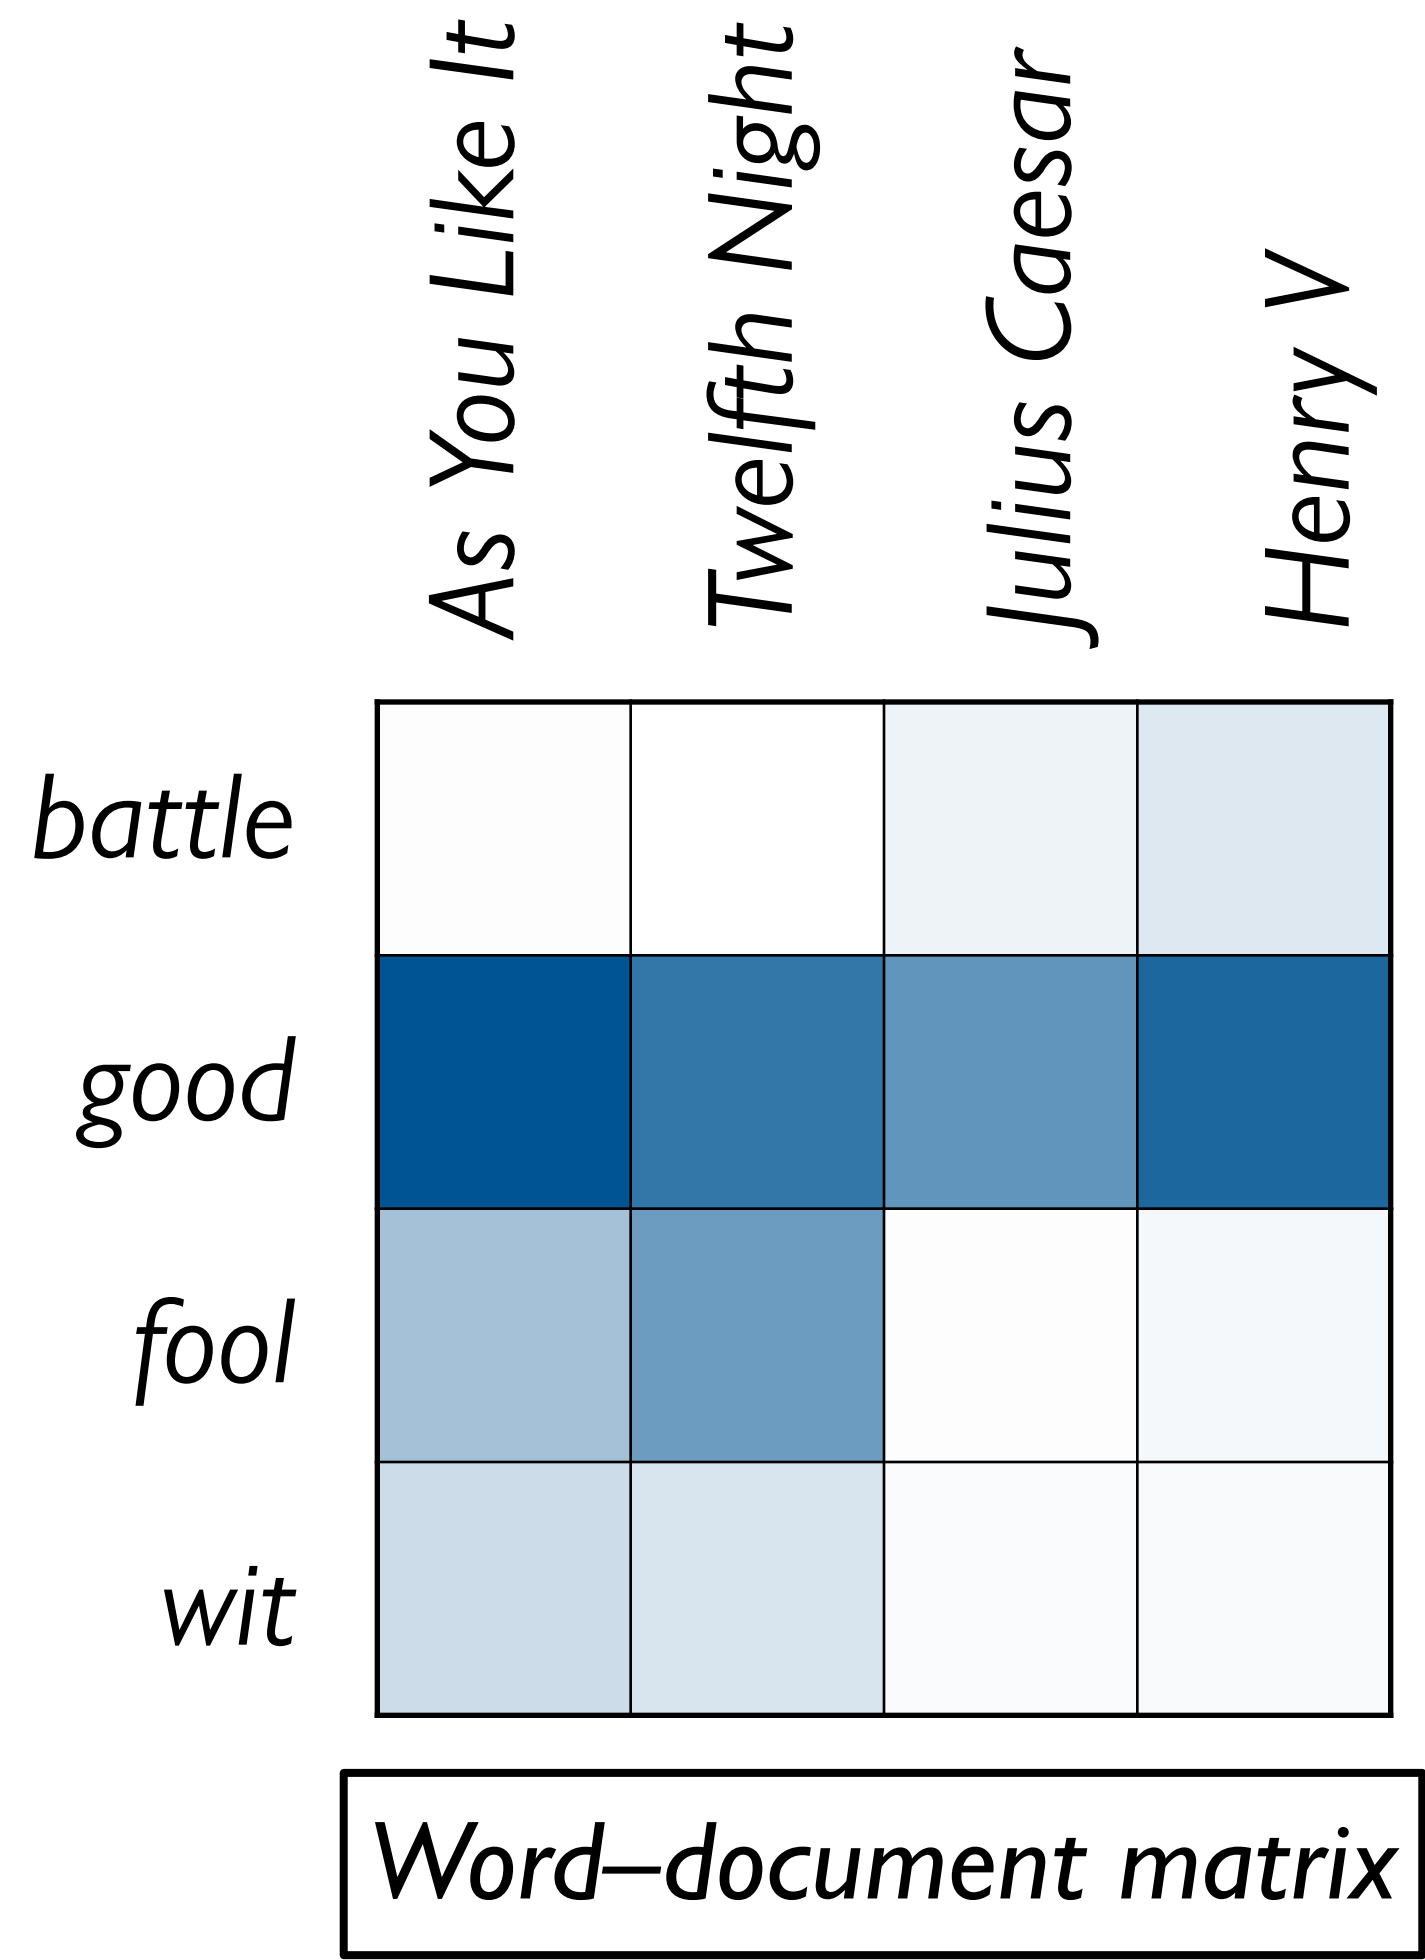 As You Like It
Twelfth Night
Julius Caesar
Henry V
battle
good
fool
wit
Word–document matrix